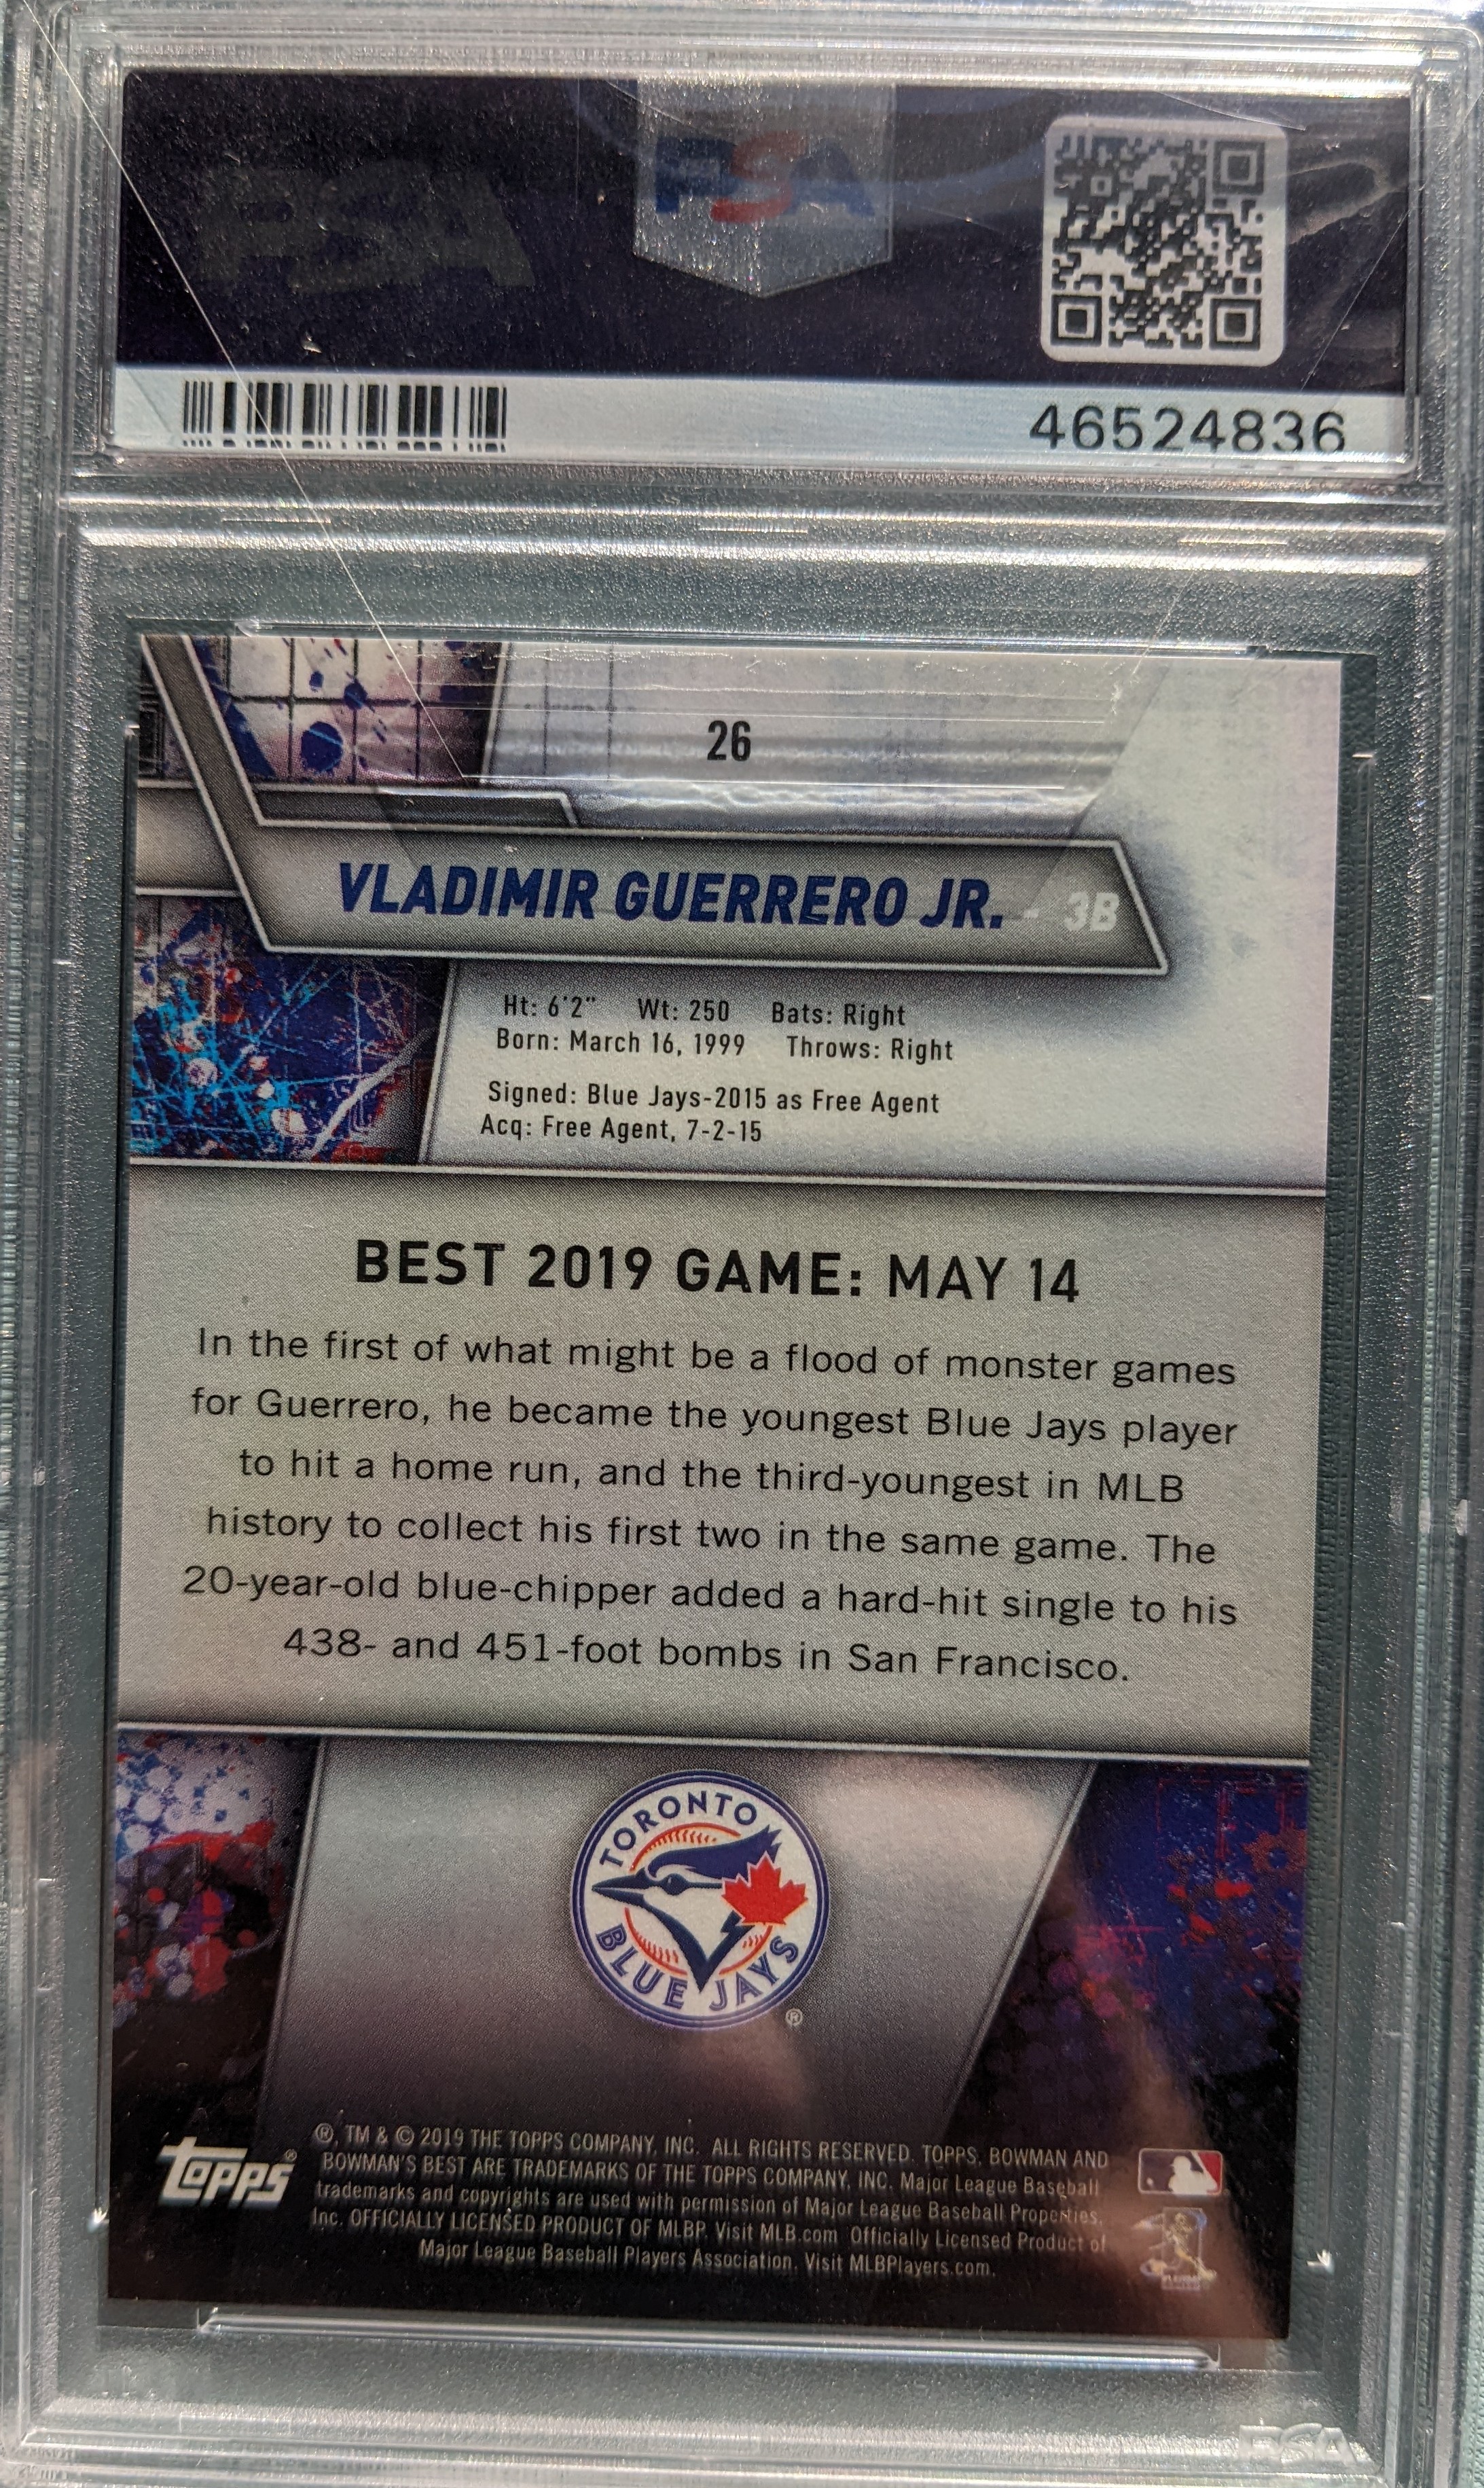 PSA
PSA
46524836
26
VLADIMIR GUERRERO JR. - 3B
Ht: 6'2" Wt: 250 Bats: Right
Born: March 16, 1999 Throws: Right
Signed: Blue Jays-2015 as Free Agent
Acq: Free Agent, 7-2-15
BEST 2019 GAME: MAY 14
In the first of what might be a flood of monster games
for Guerrero, he became the youngest Blue Jays player
to hit a home run, and the third-youngest in MLB
history to collect his first two in the same game. The
20-year-old blue-chipper added a hard-hit single to his
438- and 451-foot bombs in San Francisco.
TORONTO
BLUE JAYS
®
Topps®
®, TM & © 2019 THE TOPPS COMPANY, INC. ALL RIGHTS RESERVED. TOPPS, BOWMAN AND
BOWMAN'S BEST ARE TRADEMARKS OF THE TOPPS COMPANY, INC. Major League Baseball
trademarks and copyrights are used with permission of Major League Baseball Properties,
Inc. OFFICIALLY LICENSED PRODUCT OF MLBP. Visit MLB.com Officially Licensed Product of
Major League Baseball Players Association. Visit MLBPlayers.com.
PSA